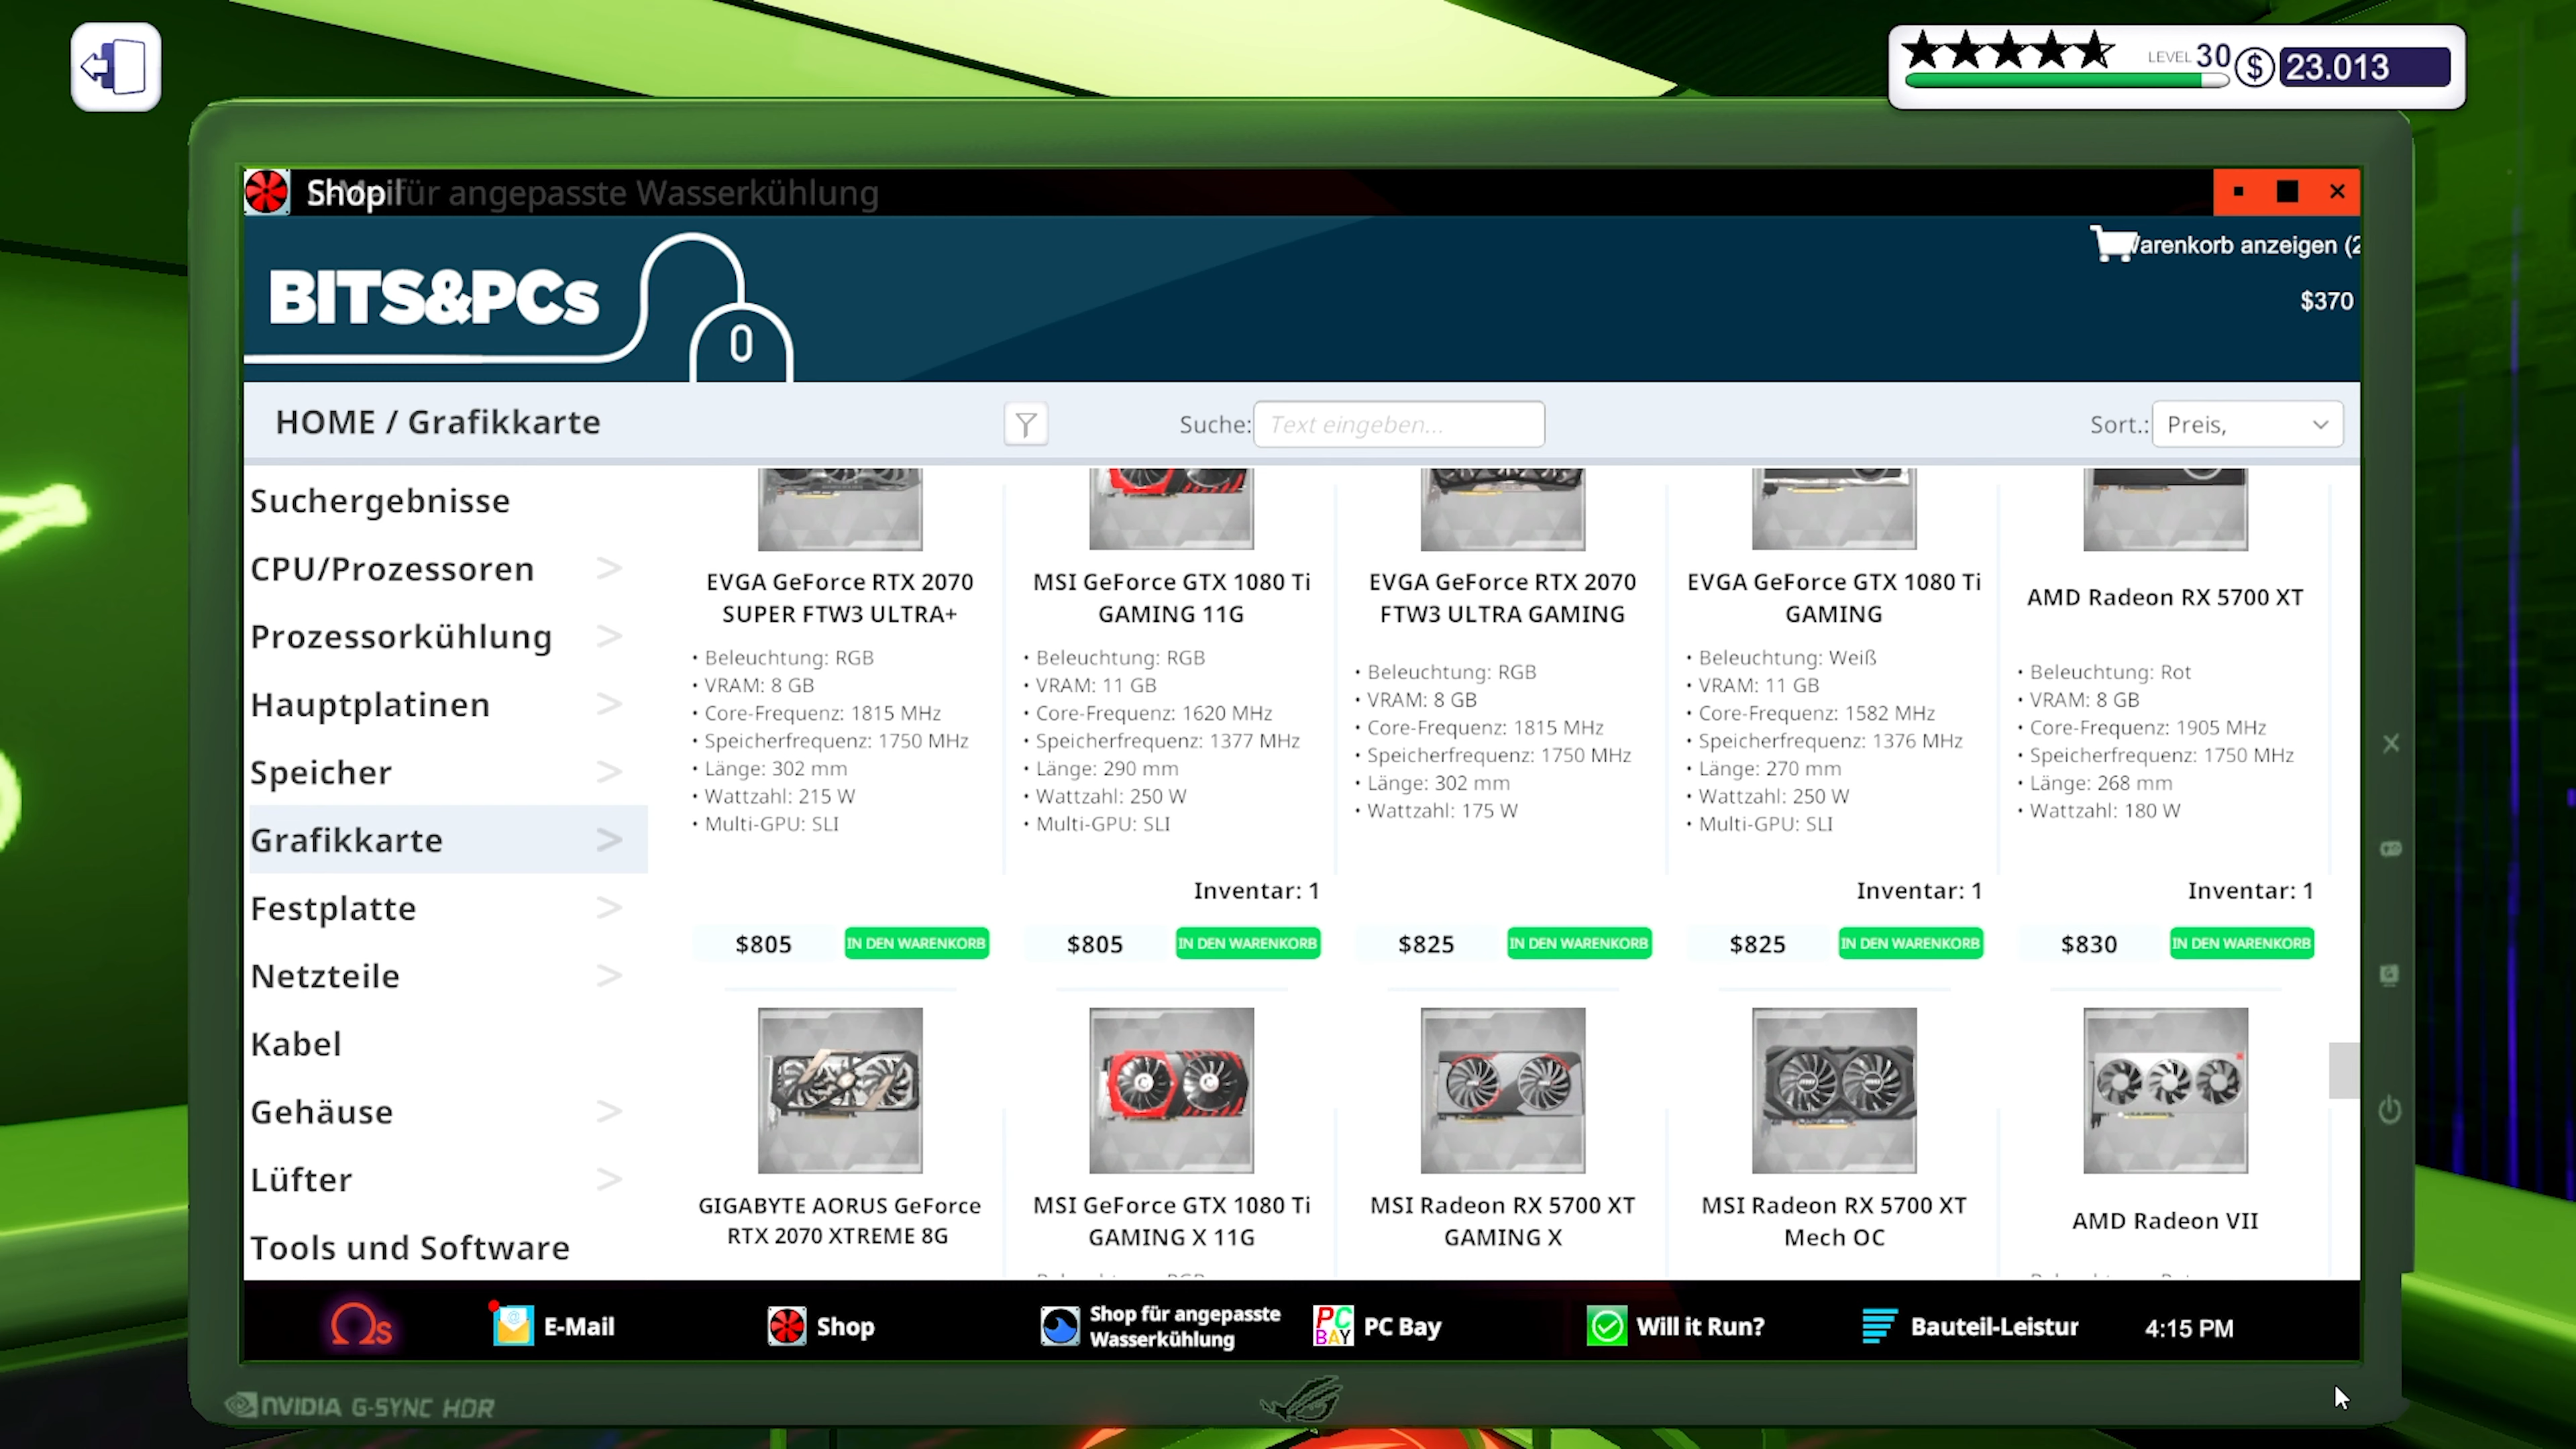 LEVEL 30 $ 23.013
Shop für angepasste Wasserkühlung
BITS&PCs
Warenkorb anzeigen (2
$370
HOME / Grafikkarte
Suche: Text eingeben...
Sort.: Preis,
Suchergebnisse
CPU/Prozessoren >
Prozessorkühlung >
Hauptplatinen >
Speicher >
Grafikkarte >
Festplatte >
Netzteile >
Kabel
Gehäuse >
Lüfter >
Tools und Software
EVGA GeForce RTX 2070
SUPER FTW3 ULTRA+
• Beleuchtung: RGB
• VRAM: 8 GB
• Core-Frequenz: 1815 MHz
• Speicherfrequenz: 1750 MHz
• Länge: 302 mm
• Wattzahl: 215 W
• Multi-GPU: SLI
$805 IN DEN WARENKORB
MSI GeForce GTX 1080 Ti
GAMING 11G
• Beleuchtung: RGB
• VRAM: 11 GB
• Core-Frequenz: 1620 MHz
• Speicherfrequenz: 1377 MHz
• Länge: 290 mm
• Wattzahl: 250 W
• Multi-GPU: SLI
Inventar: 1
$805 IN DEN WARENKORB
EVGA GeForce RTX 2070
FTW3 ULTRA GAMING
• Beleuchtung: RGB
• VRAM: 8 GB
• Core-Frequenz: 1815 MHz
• Speicherfrequenz: 1750 MHz
• Länge: 302 mm
• Wattzahl: 175 W
$825 IN DEN WARENKORB
EVGA GeForce GTX 1080 Ti
GAMING
• Beleuchtung: Weiß
• VRAM: 11 GB
• Core-Frequenz: 1582 MHz
• Speicherfrequenz: 1376 MHz
• Länge: 270 mm
• Wattzahl: 250 W
• Multi-GPU: SLI
Inventar: 1
$825 IN DEN WARENKORB
AMD Radeon RX 5700 XT
• Beleuchtung: Rot
• VRAM: 8 GB
• Core-Frequenz: 1905 MHz
• Speicherfrequenz: 1750 MHz
• Länge: 268 mm
• Wattzahl: 180 W
Inventar: 1
$830 IN DEN WARENKORB
GIGABYTE AORUS GeForce
RTX 2070 XTREME 8G
MSI GeForce GTX 1080 Ti
GAMING X 11G
MSI Radeon RX 5700 XT
GAMING X
MSI Radeon RX 5700 XT
Mech OC
AMD Radeon VII
Ωs
E-Mail
Shop
Shop für angepasste
Wasserkühlung
PC BAY
PC Bay
Will it Run?
Bauteil-Leistur
4:15 PM
NVIDIA G-SYNC HDR